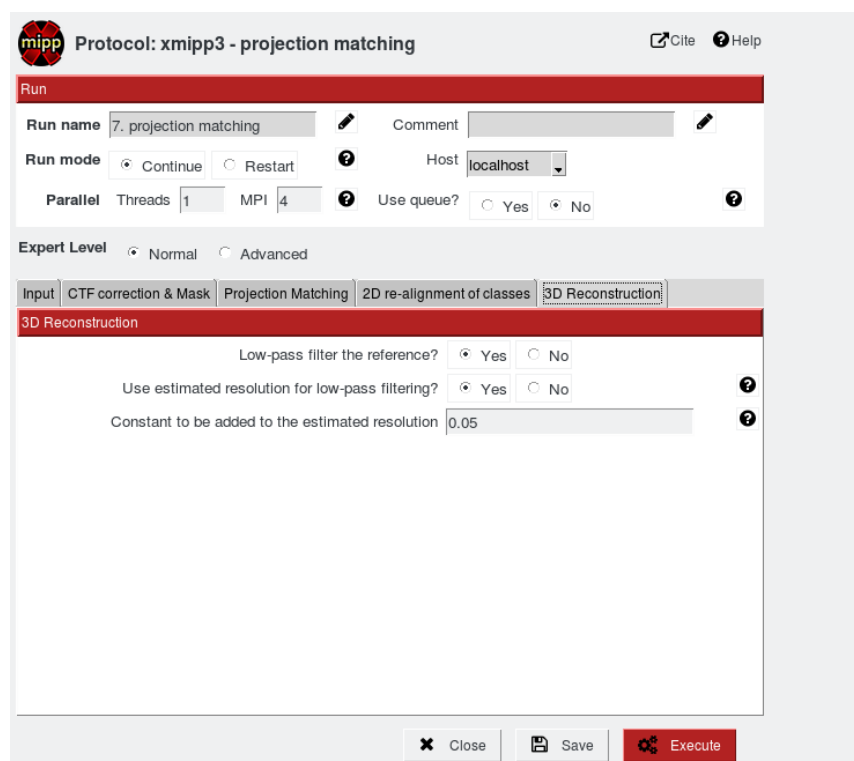 mipp Protocol: xmipp3 - projection matching Cite Help
Run
Run name 7. projection matching Comment
Run mode Continue Restart Host localhost
Parallel Threads 1 MPI 4 Use queue? Yes No
Expert Level Normal Advanced
Input CTF correction & Mask Projection Matching 2D re-alignment of classes 3D Reconstruction
3D Reconstruction
Low-pass filter the reference? Yes No
Use estimated resolution for low-pass filtering? Yes No
Constant to be added to the estimated resolution 0.05
Close Save Execute